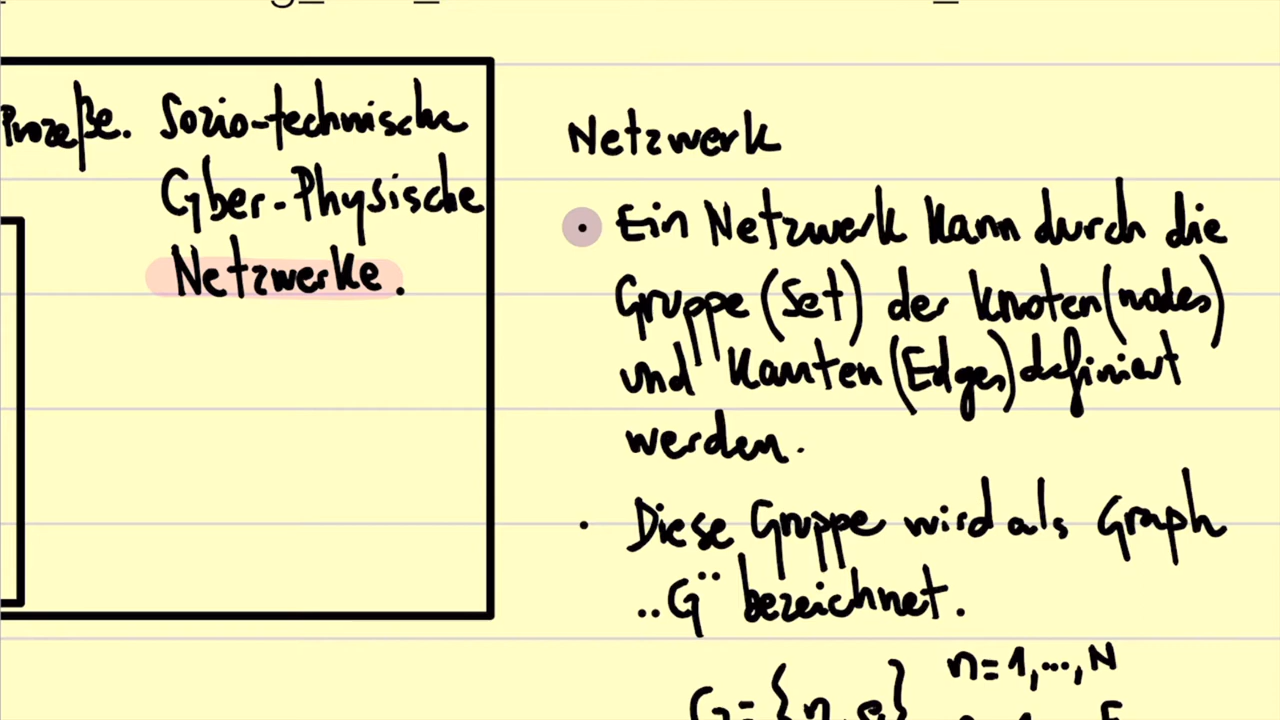 Prozeße. Sozio-technische
Cyber-Physische
Netzwerke.
Netzwerk
• Ein Netzwerk kann durch die
Gruppe (Set) der Knoten (nodes)
und Kanten (Edges) definiert
werden.
• Diese Gruppe wird als Graph
„G" bezeichnet.
n=1,...,N
G={n,e}